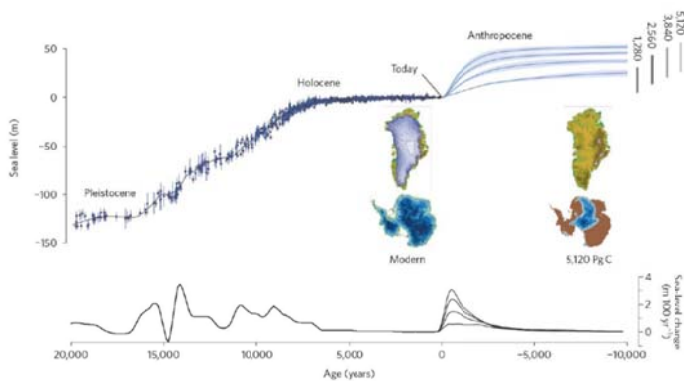 5,120
3,840
2,560
1,280
Anthropocene
50
Today
Holocene
0
Sea level (m)
-50
Pleistocene
-100
-150
Modern
5,120 Pg C
4
2
0
Sea-level change
(m 100 yr⁻¹)
20,000 15,000 10,000 5,000 0 −5,000 −10,000
Age (years)